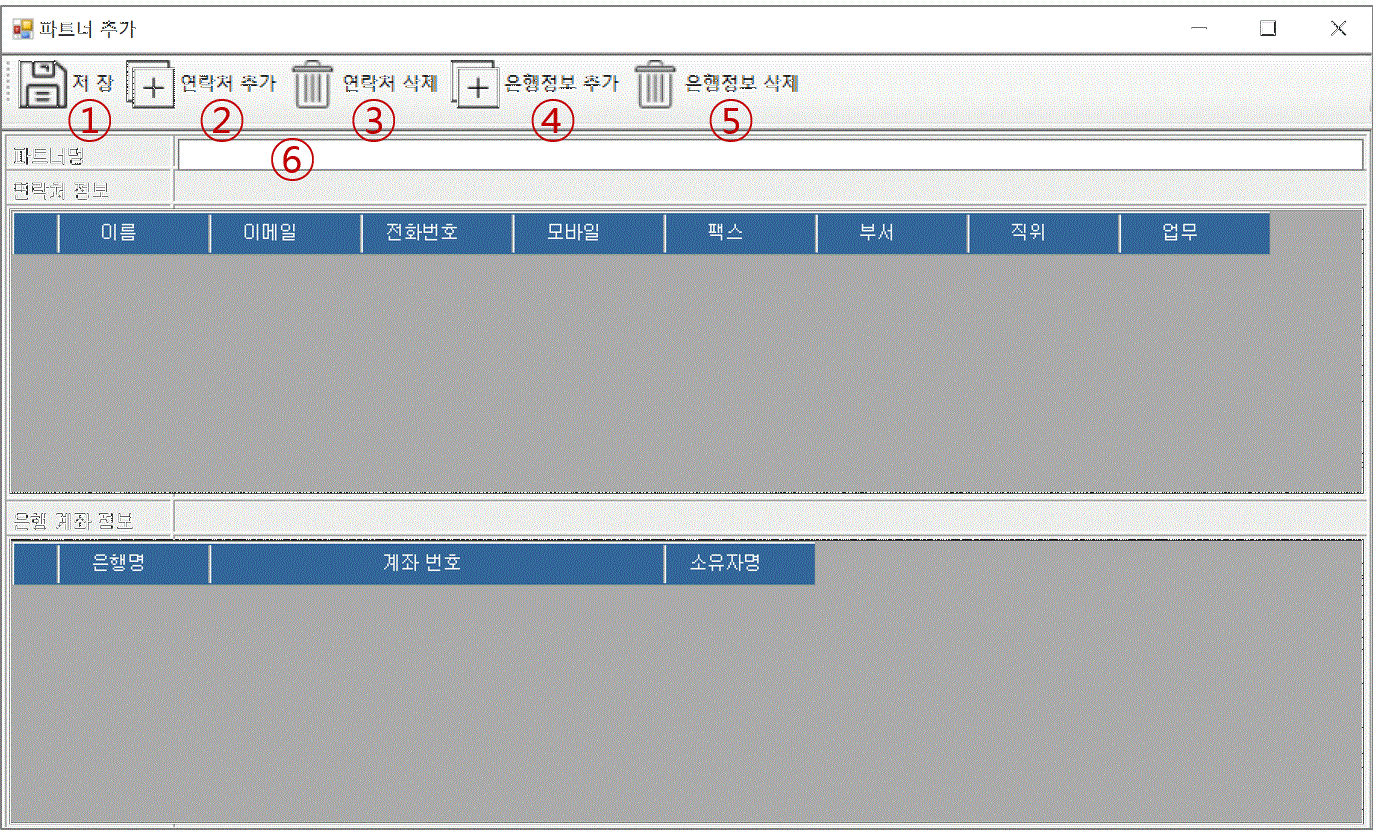 파트너 추가
저 장 연락처 추가 연락처 삭제 은행정보 추가 은행정보 삭제
① ② ③ ④ ⑤
파트너명 ⑥
연락처 정보
이름 이메일 전화번호 모바일 팩스 부서 직위 업무
은행 계좌 정보
은행명 계좌 번호 소유자명